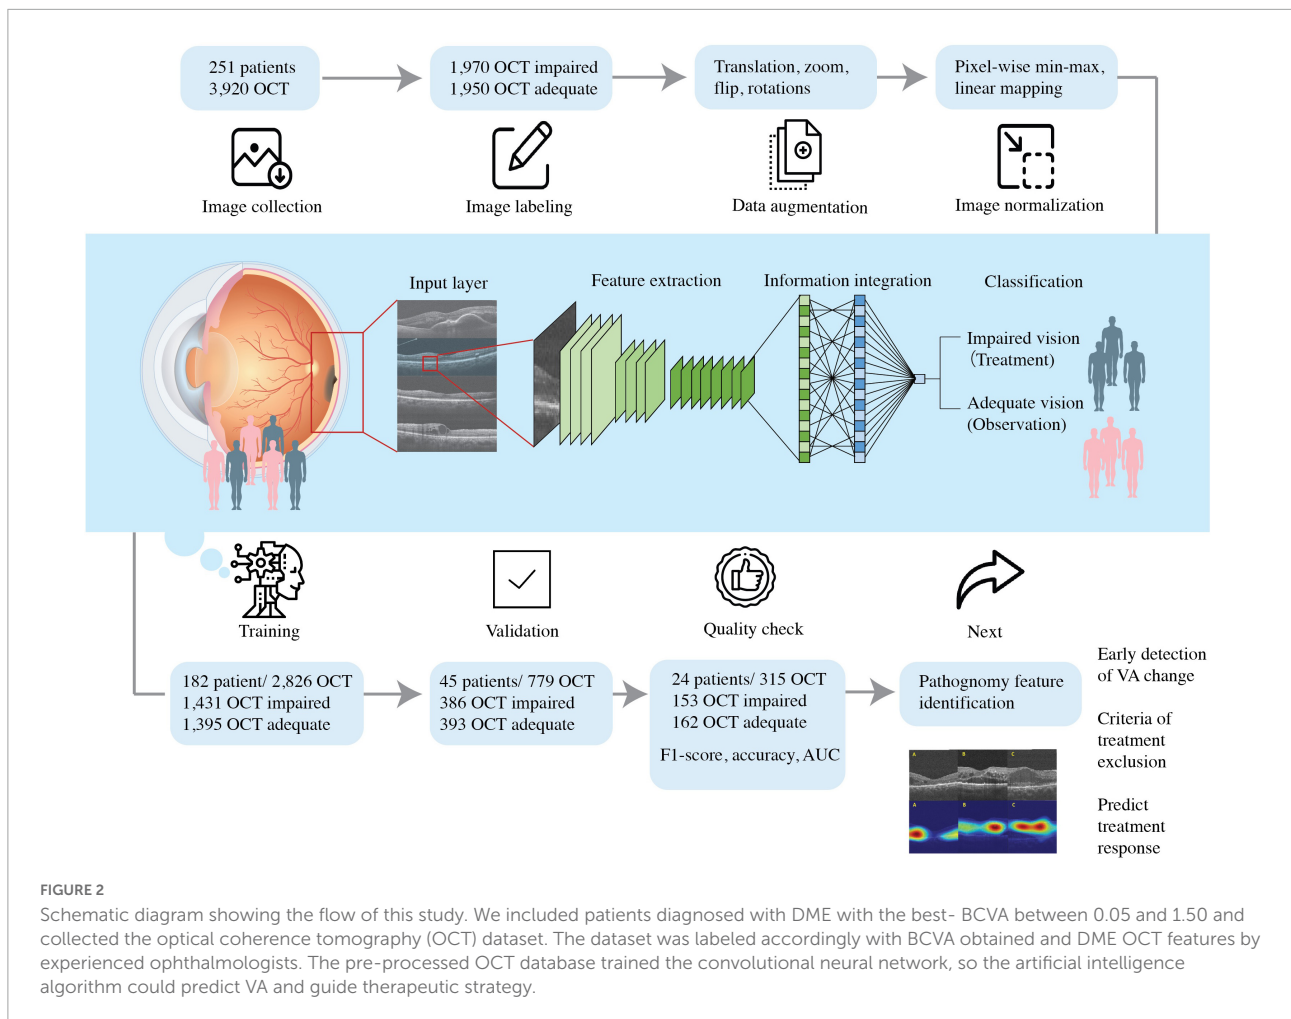 251 patients
3,920 OCT
1,970 OCT impaired
1,950 OCT adequate
Translation, zoom,
flip, rotations
Pixel-wise min-max,
linear mapping
Image collection
Image labeling
Data augmentation
Image normalization
Input layer
Feature extraction
Information integration
Classification
Impaired vision
(Treatment)
Adequate vision
(Observation)
Training
Validation
Quality check
Next
182 patient/ 2,826 OCT
1,431 OCT impaired
1,395 OCT adequate
45 patients/ 779 OCT
386 OCT impaired
393 OCT adequate
24 patients/ 315 OCT
153 OCT impaired
162 OCT adequate
F1-score, accuracy, AUC
Pathognomy feature
identification
Early detection
of VA change
Criteria of
treatment
exclusion
Predict
treatment
response
A B C
A B C
FIGURE 2
Schematic diagram showing the flow of this study. We included patients diagnosed with DME with the best- BCVA between 0.05 and 1.50 and
collected the optical coherence tomography (OCT) dataset. The dataset was labeled accordingly with BCVA obtained and DME OCT features by
experienced ophthalmologists. The pre-processed OCT database trained the convolutional neural network, so the artificial intelligence
algorithm could predict VA and guide therapeutic strategy.